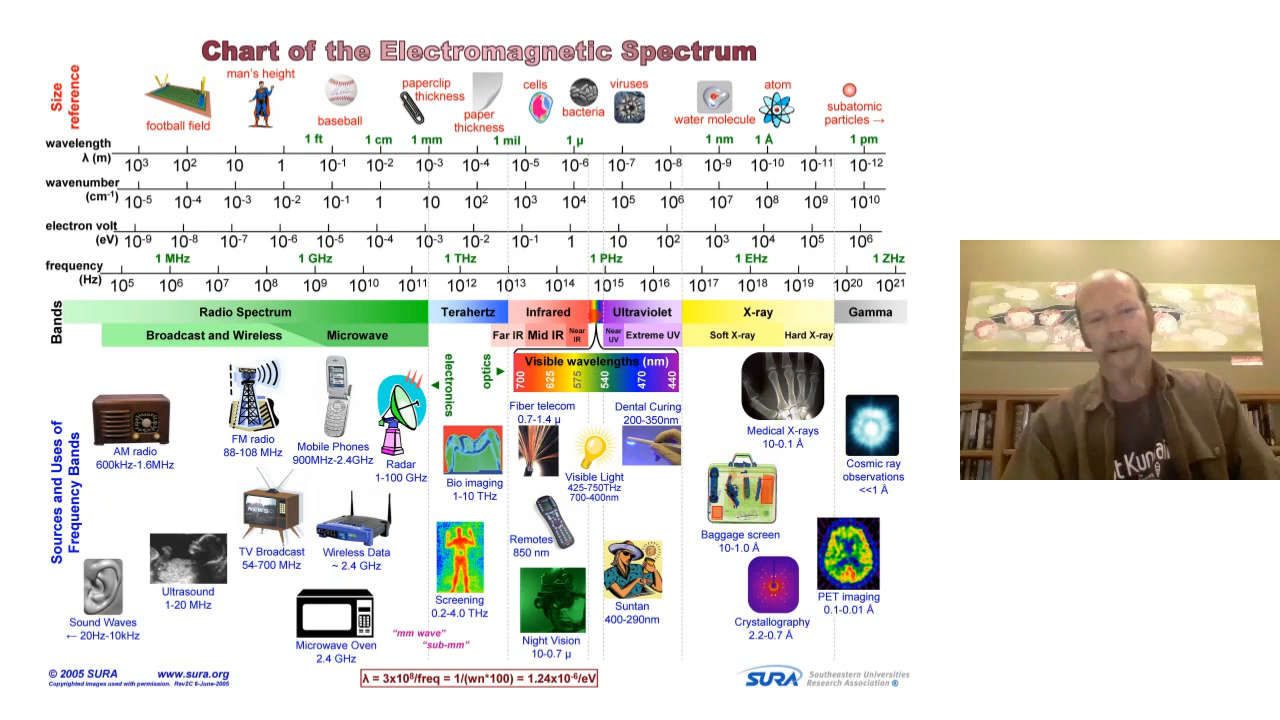 Chart of the Electromagnetic Spectrum
Size reference
football field
man's height
baseball
paperclip thickness
paper thickness
cells
bacteria
viruses
water molecule
atom
subatomic particles →
1 ft 1 cm 1 mm 1 mil 1 µ 1 nm 1 Å 1 pm
wavelength λ (m)
10³ 10² 10 1 10⁻¹ 10⁻² 10⁻³ 10⁻⁴ 10⁻⁵ 10⁻⁶ 10⁻⁷ 10⁻⁸ 10⁻⁹ 10⁻¹⁰ 10⁻¹¹ 10⁻¹²
wavenumber (cm⁻¹)
10⁻⁵ 10⁻⁴ 10⁻³ 10⁻² 10⁻¹ 1 10 10² 10³ 10⁴ 10⁵ 10⁶ 10⁷ 10⁸ 10⁹ 10¹⁰
electron volt (eV)
10⁻⁹ 10⁻⁸ 10⁻⁷ 10⁻⁶ 10⁻⁵ 10⁻⁴ 10⁻³ 10⁻² 10⁻¹ 1 10 10² 10³ 10⁴ 10⁵ 10⁶
1 MHz 1 GHz 1 THz 1 PHz 1 EHz 1 ZHz
frequency (Hz)
10⁵ 10⁶ 10⁷ 10⁸ 10⁹ 10¹⁰ 10¹¹ 10¹² 10¹³ 10¹⁴ 10¹⁵ 10¹⁶ 10¹⁷ 10¹⁸ 10¹⁹ 10²⁰ 10²¹
Bands
Radio Spectrum Terahertz Infrared Ultraviolet X-ray Gamma
Broadcast and Wireless Microwave Far IR Mid IR Near IR Near UV Extreme UV Soft X-ray Hard X-ray
electronics
optics
Visible wavelengths (nm)
700 625 575 540 470 440
Sources and Uses of Frequency Bands
AM radio
600kHz-1.6MHz
FM radio
88-108 MHz
Mobile Phones
900MHz-2.4GHz
Radar
1-100 GHz
Bio imaging
1-10 THz
Fiber telecom
0.7-1.4 µ
Visible Light
425-750THz
700-400nm
Dental Curing
200-350nm
Medical X-rays
10-0.1 Å
Cosmic ray observations
<<1 Å
Sound Waves
← 20Hz-10kHz
Ultrasound
1-20 MHz
NEWS
TV Broadcast
54-700 MHz
Wireless Data
~ 2.4 GHz
Microwave Oven
2.4 GHz
Screening
0.2-4.0 THz
"mm wave"
"sub-mm"
Remotes
850 nm
Night Vision
10-0.7 µ
Suntan
400-290nm
Baggage screen
10-1.0 Å
Crystallography
2.2-0.7 Å
PET imaging
0.1-0.01 Å
© 2005 SURA www.sura.org
Copyrighted images used with permission. Rev2C 6-June-2005
λ = 3x10⁸/freq = 1/(wn*100) = 1.24x10⁻⁶/eV
SURA
Southeastern Universities
Research Association ®